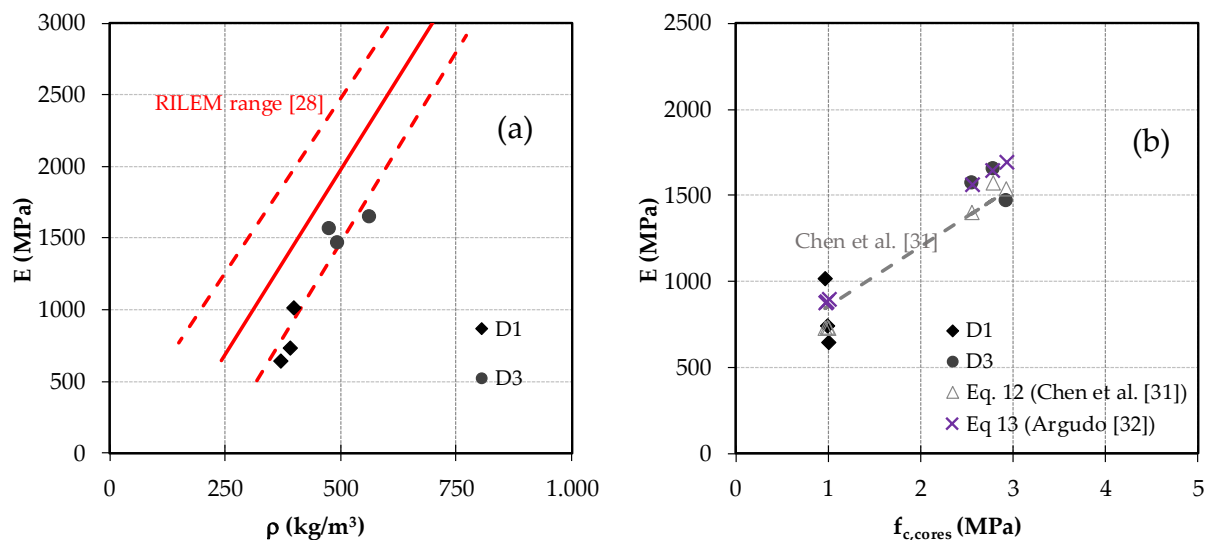 3000
2500
2000
1500
1000
500
0
E (MPa)
RILEM range [28]
(a)
D1
D3
0
250
500
750
1.000
ρ (kg/m³)
2500
2000
1500
1000
500
0
E (MPa)
(b)
Chen et al. [31]
D1
D3
Eq. 12 (Chen et al. [31])
Eq 13 (Argudo [32])
0
1
2
3
4
5
fc,cores (MPa)